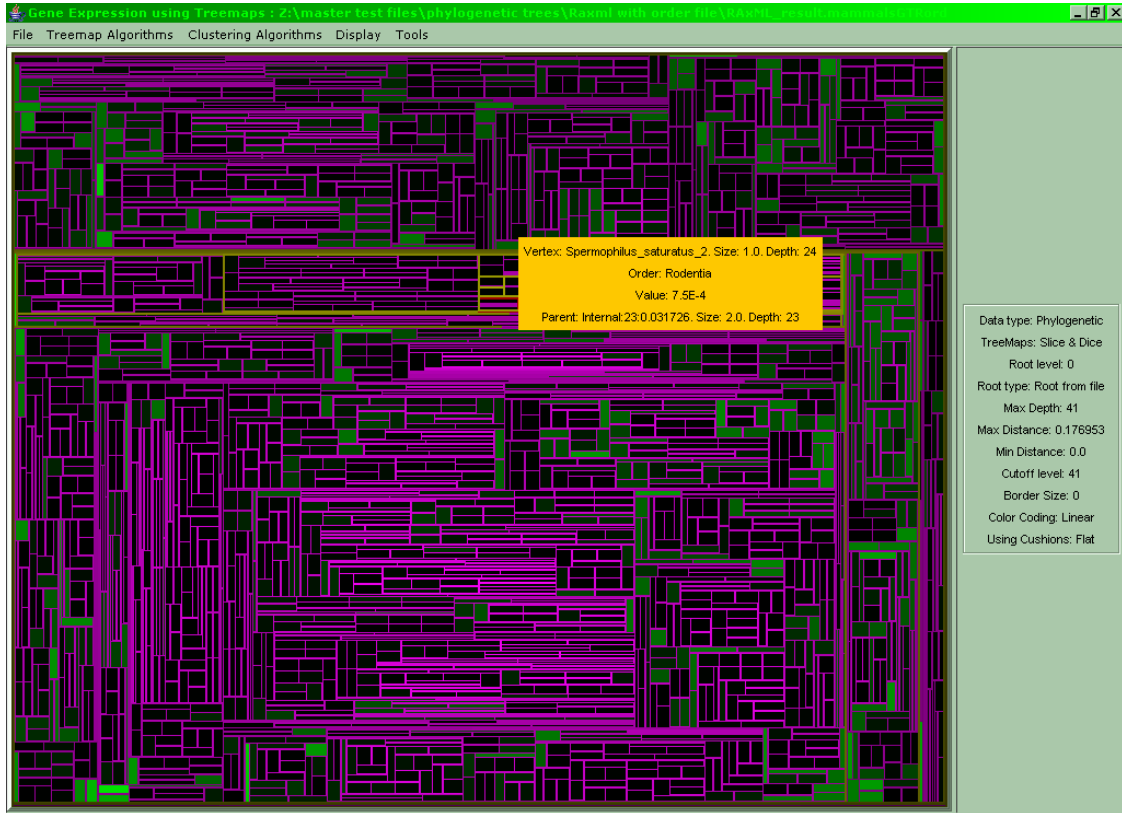 Gene Expression using Treemaps : Z:\master test files\phylogenetic trees\Raxml with order file\RAxML_result.mammalsGTRord
File Treemap Algorithms Clustering Algorithms Display Tools
Vertex: Spermophilus_saturatus_2. Size: 1.0. Depth: 24
Order: Rodentia
Value: 7.5E-4
Parent: Internal:23:0.031726. Size: 2.0. Depth: 23
Data type: Phylogenetic
TreeMaps: Slice & Dice
Root level: 0
Root type: Root from file
Max Depth: 41
Max Distance: 0.176953
Min Distance: 0.0
Cutoff level: 41
Border Size: 0
Color Coding: Linear
Using Cushions: Flat